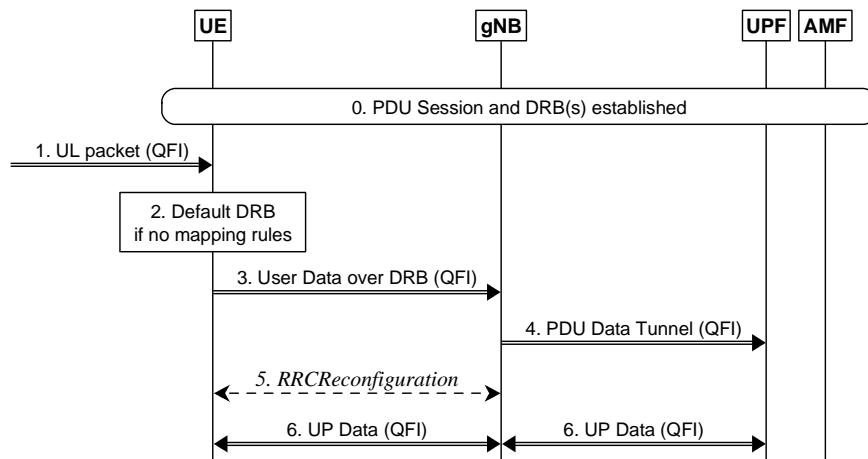 UE
gNB
UPF
AMF
0. PDU Session and DRB(s) established
1. UL packet (QFI)
2. Default DRB
if no mapping rules
3. User Data over DRB (QFI)
4. PDU Data Tunnel (QFI)
5. RRCReconfiguration
6. UP Data (QFI)
6. UP Data (QFI)